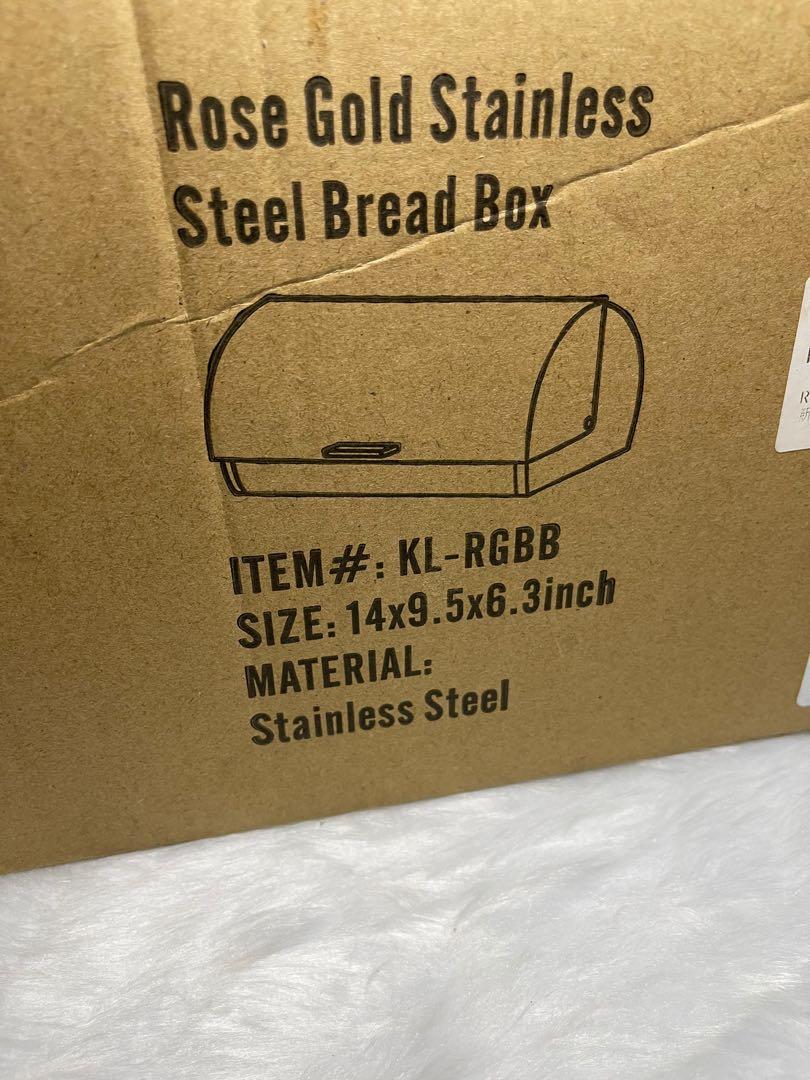 Rose Gold Stainless
Steel Bread Box
ITEM#: KL-RGBB
SIZE: 14x9.5x6.3inch
MATERIAL:
Stainless Steel